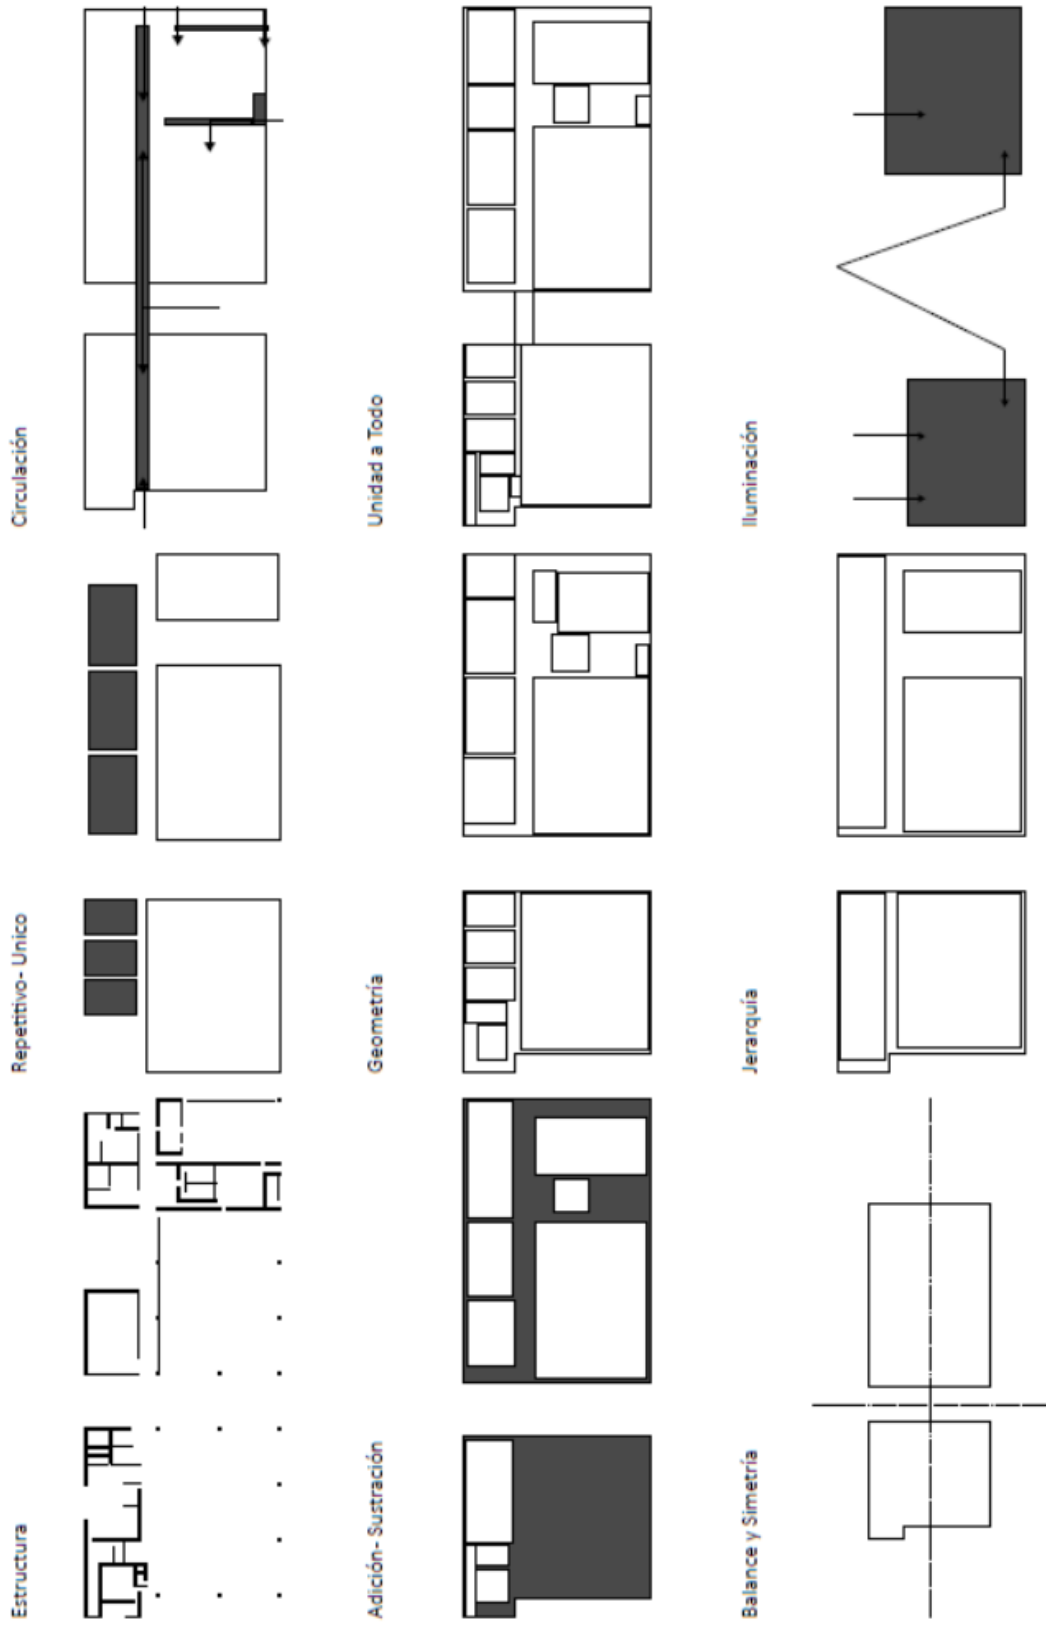 Estructura
Repetitivo- Unico
Circulación
Adición- Sustración
Geometría
Unidad a Todo
Balance y Simetría
Jerarquía
Iluminación